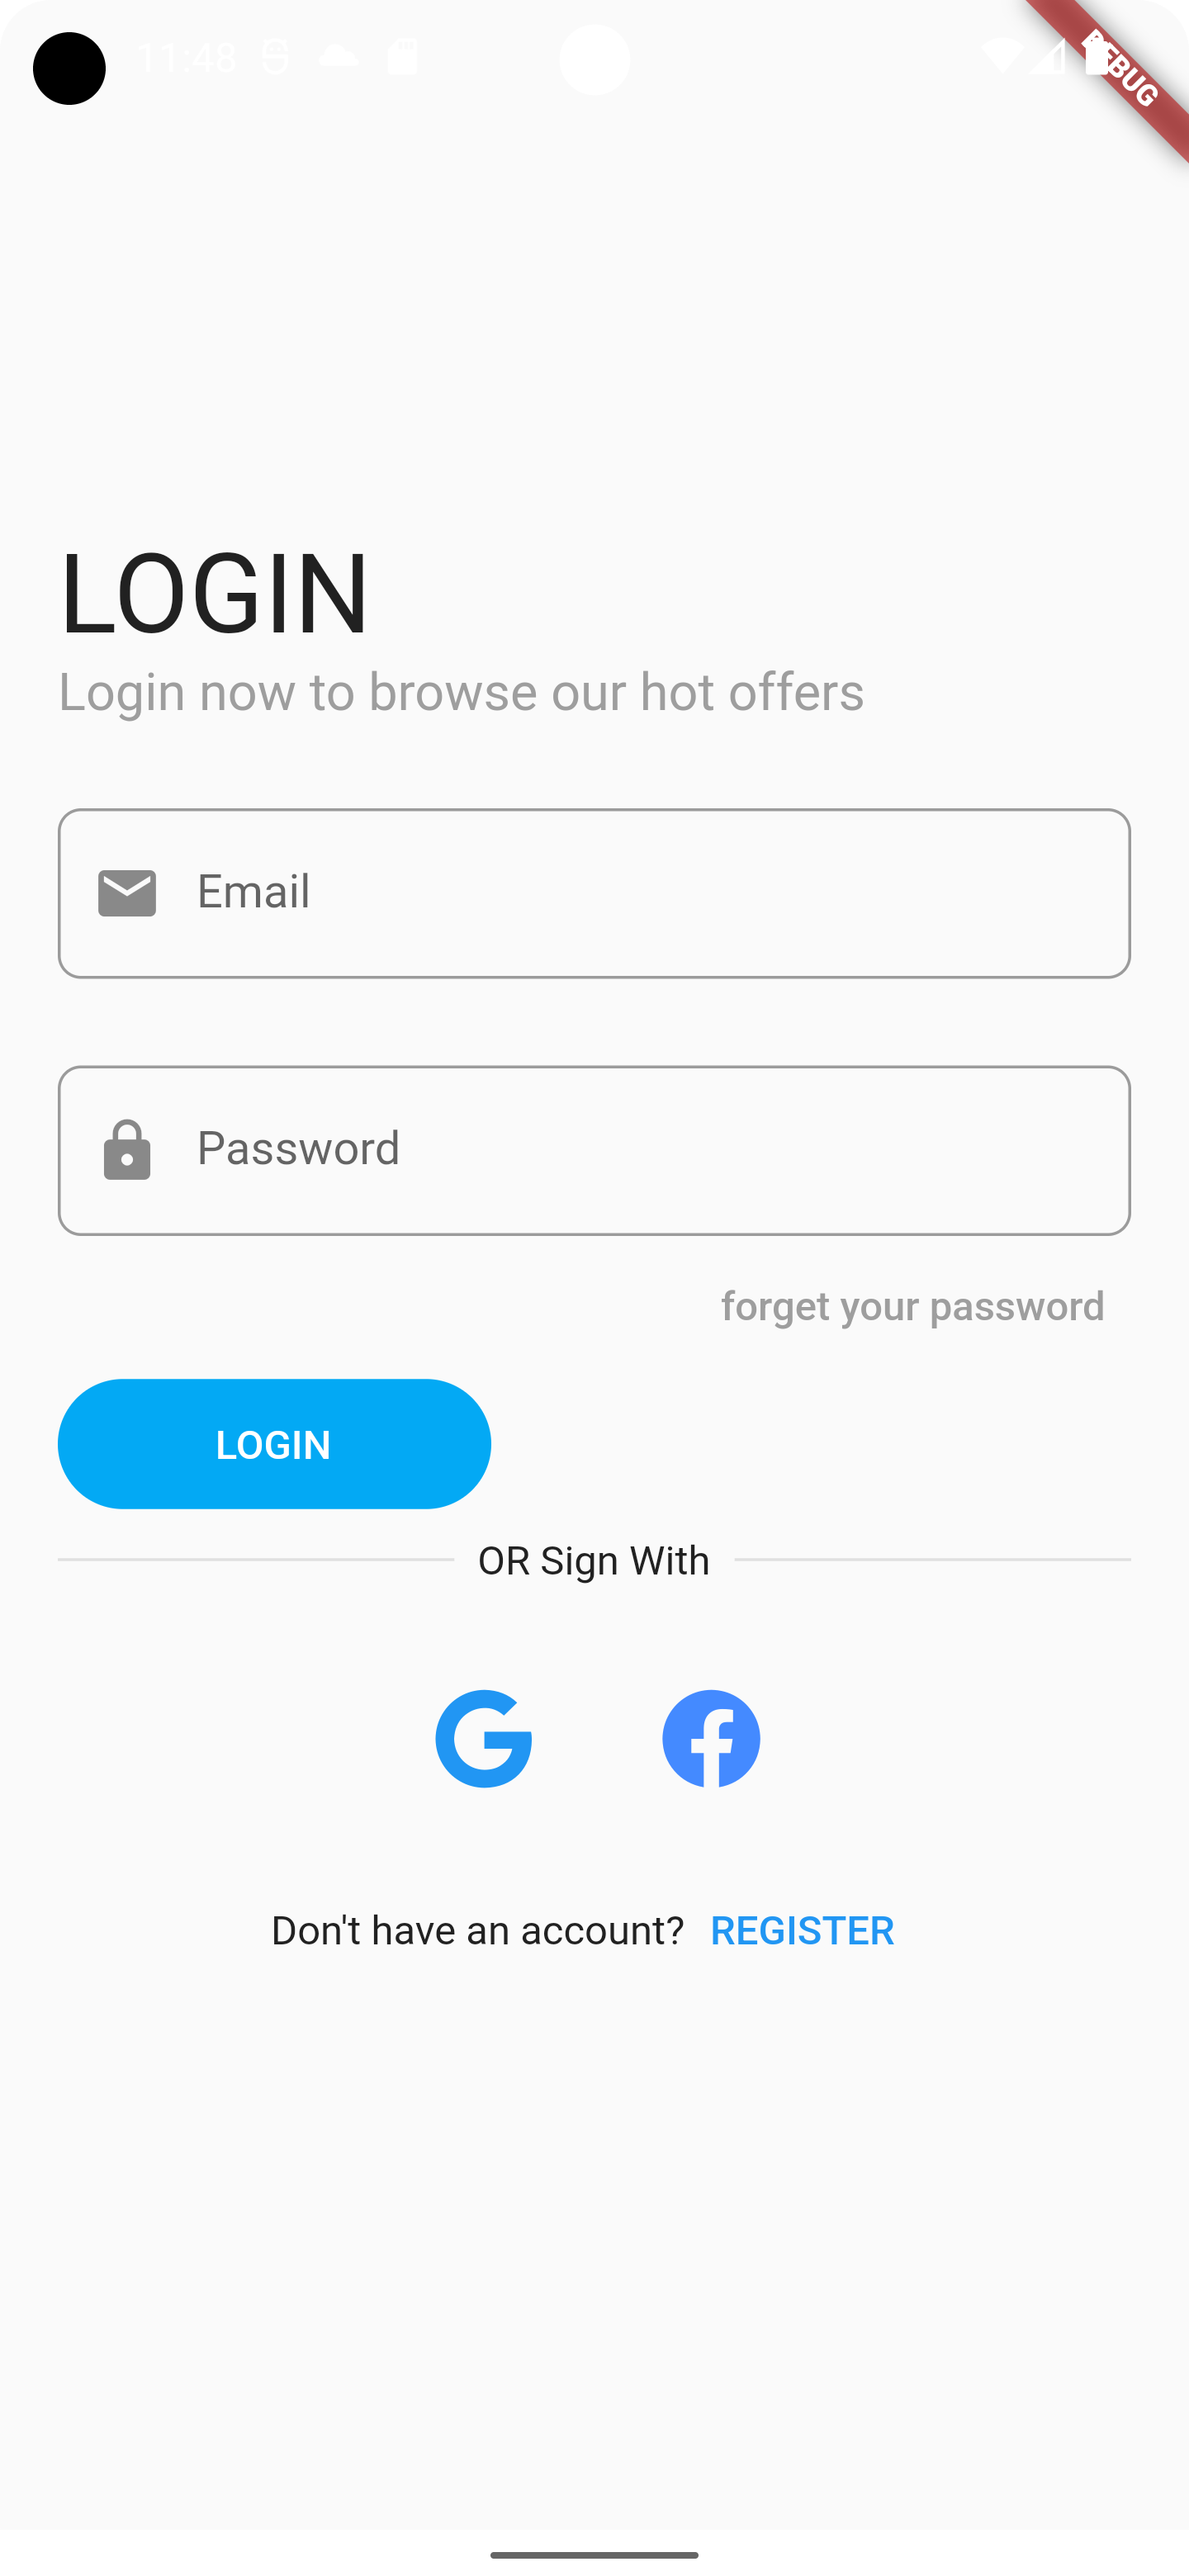 11:48
DEBUG
LOGIN
Login now to browse our hot offers
Email
Password
forget your password
LOGIN
OR Sign With
Don't have an account? REGISTER